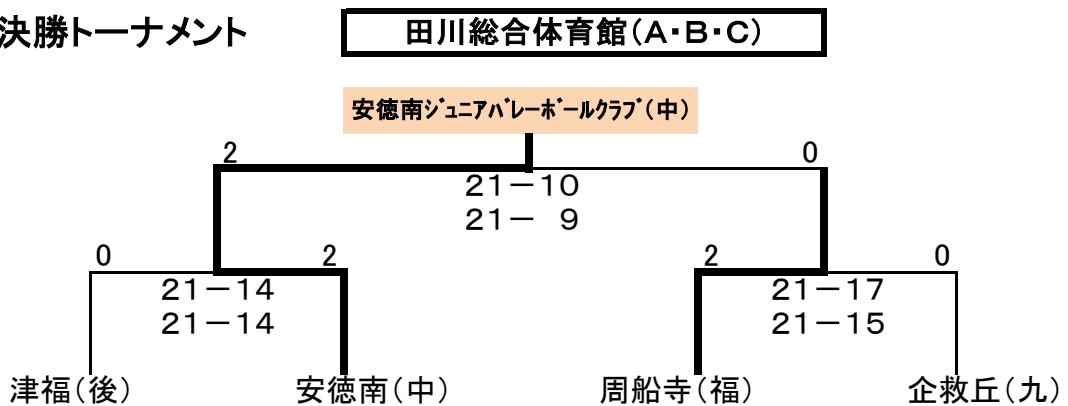 決勝トーナメント
田川総合体育館(A・B・C)
安徳南ジュニアバレーボールクラブ(中)
2 0
21-10
21- 9
0 2 2 0
21-14 21-17
21-14 21-15
津福(後) 安徳南(中) 周船寺(福) 企救丘(九)